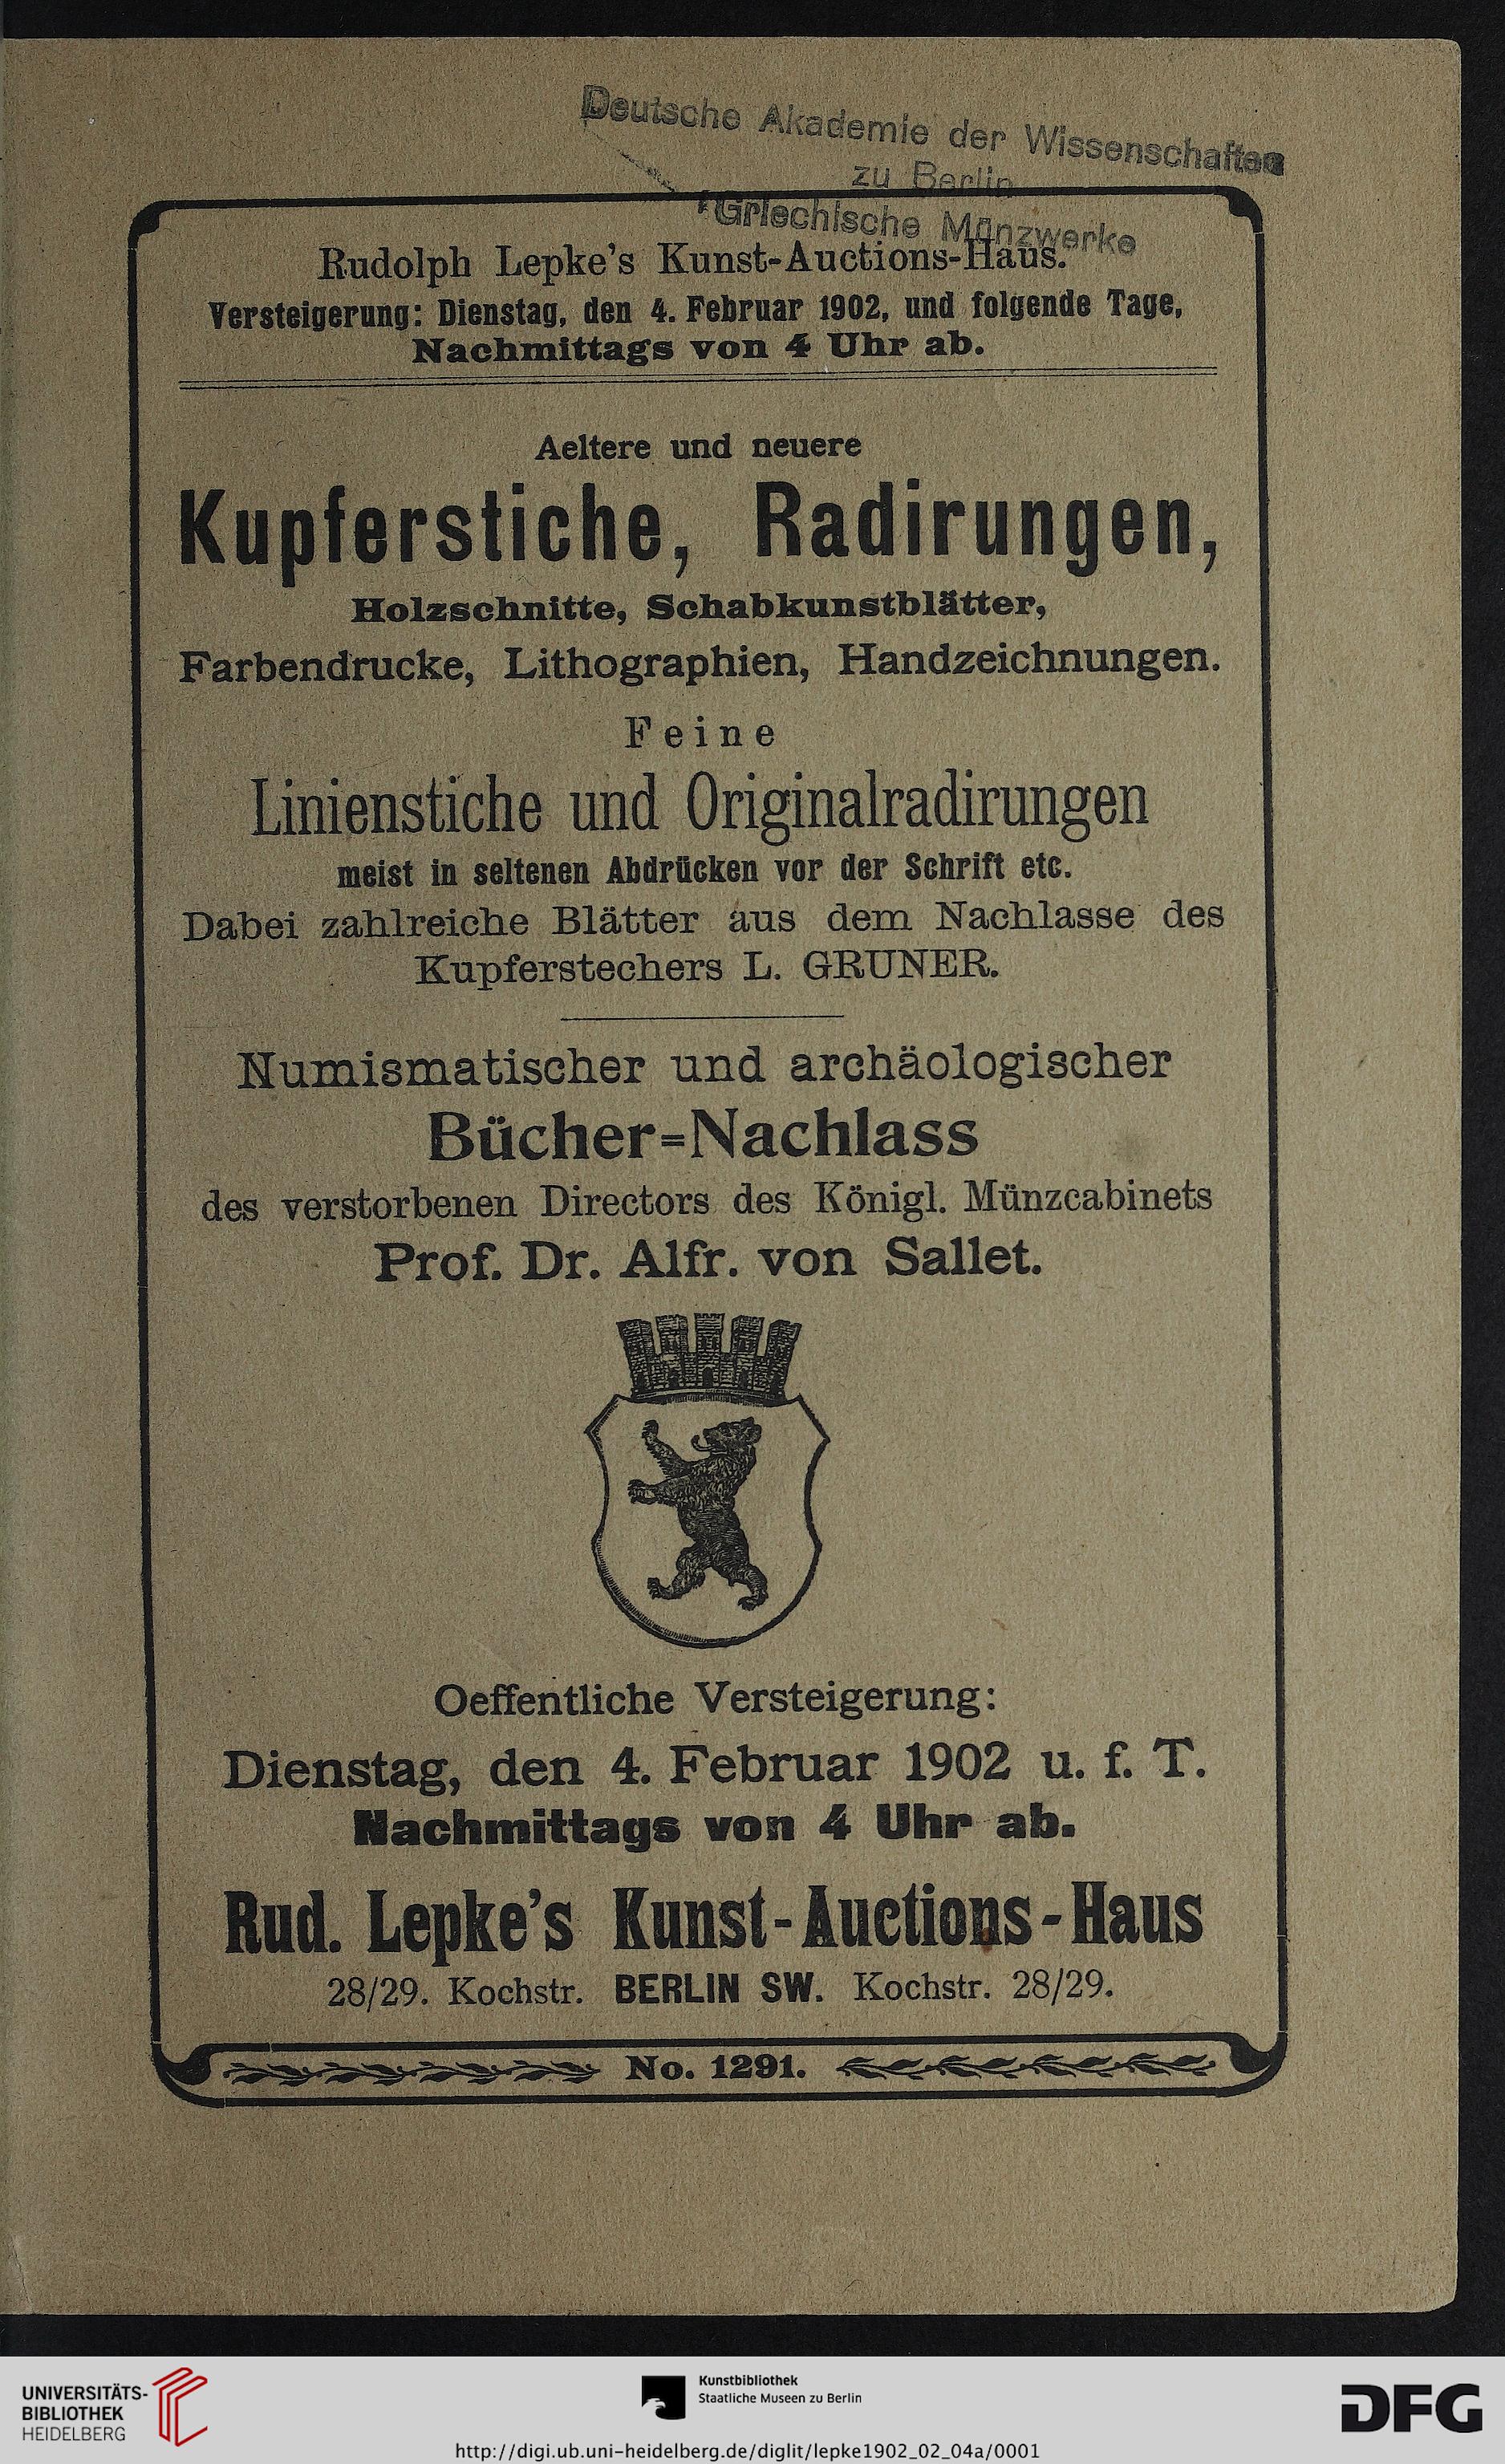 Deutsche Akademie der Wissenschaften
zu Berlin
Griechische Münzwerke
Rudolph Lepke's Kunst-Auctions-Haus.
Versteigerung: Dienstag, den 4. Februar 1902, und folgende Tage,
Nachmittags von 4 Uhr ab.
Aeltere und neuere
Kupferstiche, Radirungen,
Holzschnitte, Schabkunstblätter,
Farbendrucke, Lithographien, Handzeichnungen.
Feine
Linienstiche und Originalradirungen
meist in seltenen Abdrücken vor der Schrift etc.
Dabei zahlreiche Blätter aus dem Nachlasse des
Kupferstechers L. GRUNER.
Numismatischer und archäologischer
Bücher=Nachlass
des verstorbenen Directors des Königl. Münzcabinets
Prof. Dr. Alfr. von Sallet.
Oeffentliche Versteigerung:
Dienstag, den 4. Februar 1902 u. f. T.
Nachmittags von 4 Uhr ab.
Rud. Lepke's Kunst-Auctions-Haus
28/29. Kochstr. BERLIN SW. Kochstr. 28/29.
No. 1291.
UNIVERSITÄTS-
BIBLIOTHEK
HEIDELBERG
Kunstbibliothek
Staatliche Museen zu Berlin
DFG
http://digi.ub.uni-heidelberg.de/diglit/lepke1902_02_04a/0001